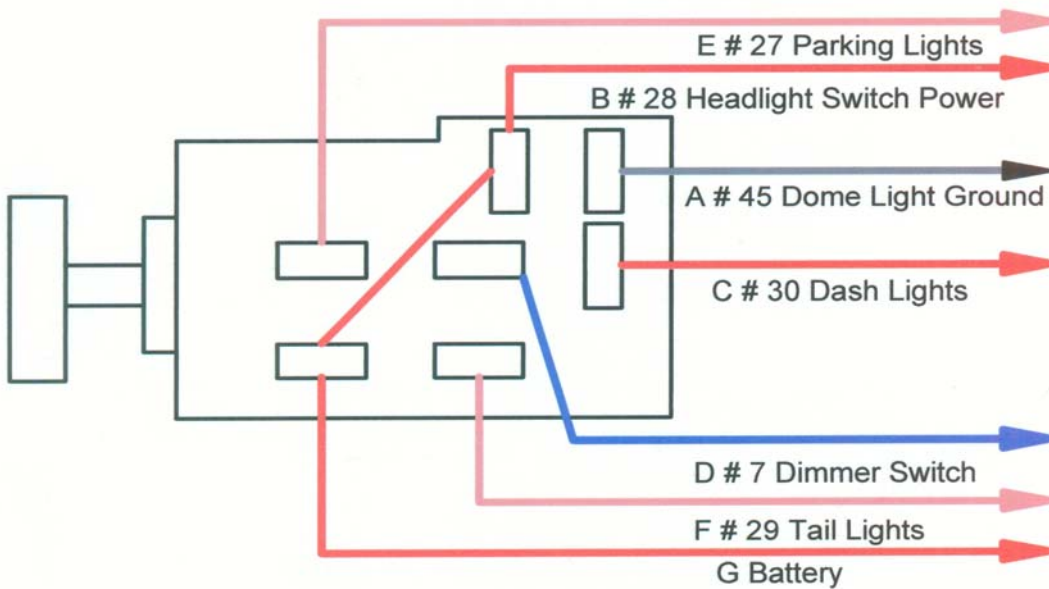 E # 27 Parking Lights
B # 28 Headlight Switch Power
A # 45 Dome Light Ground
C # 30 Dash Lights
D # 7 Dimmer Switch
F # 29 Tail Lights
G Battery